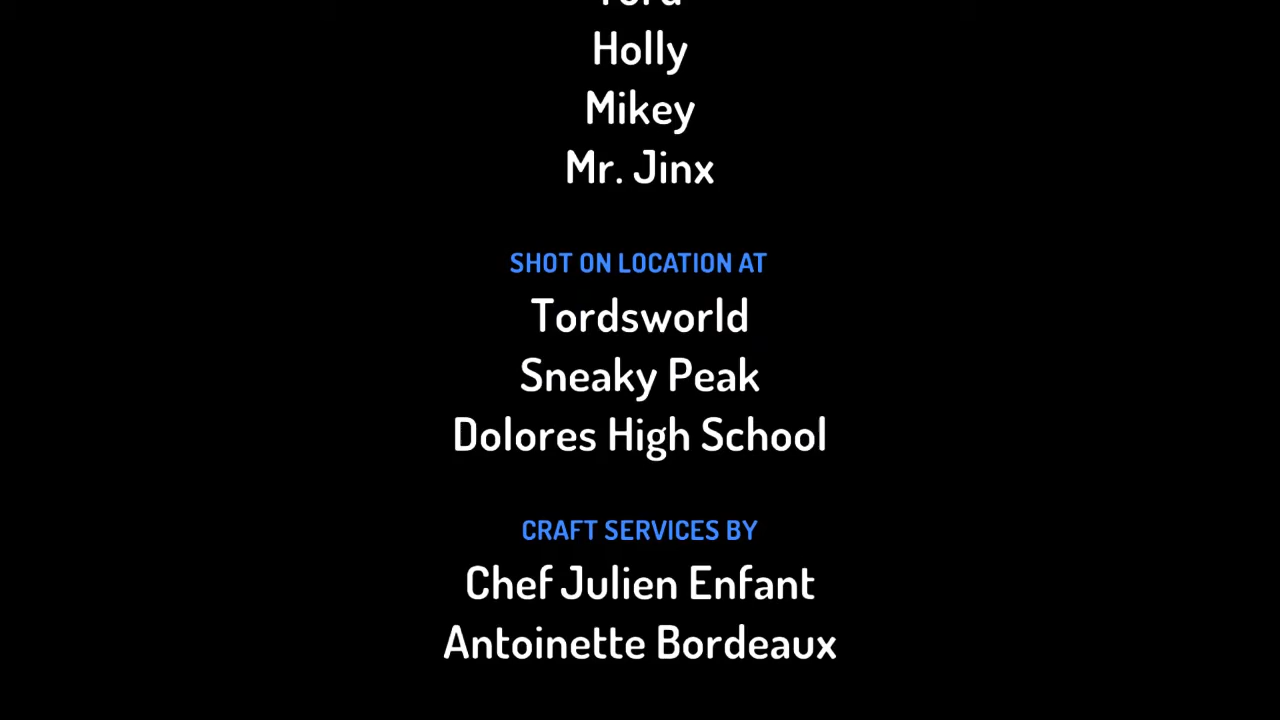 Holly
Mikey
Mr. Jinx
SHOT ON LOCATION AT
Tordsworld
Sneaky Peak
Dolores High School
CRAFT SERVICES BY
Chef Julien Enfant
Antoinette Bordeaux